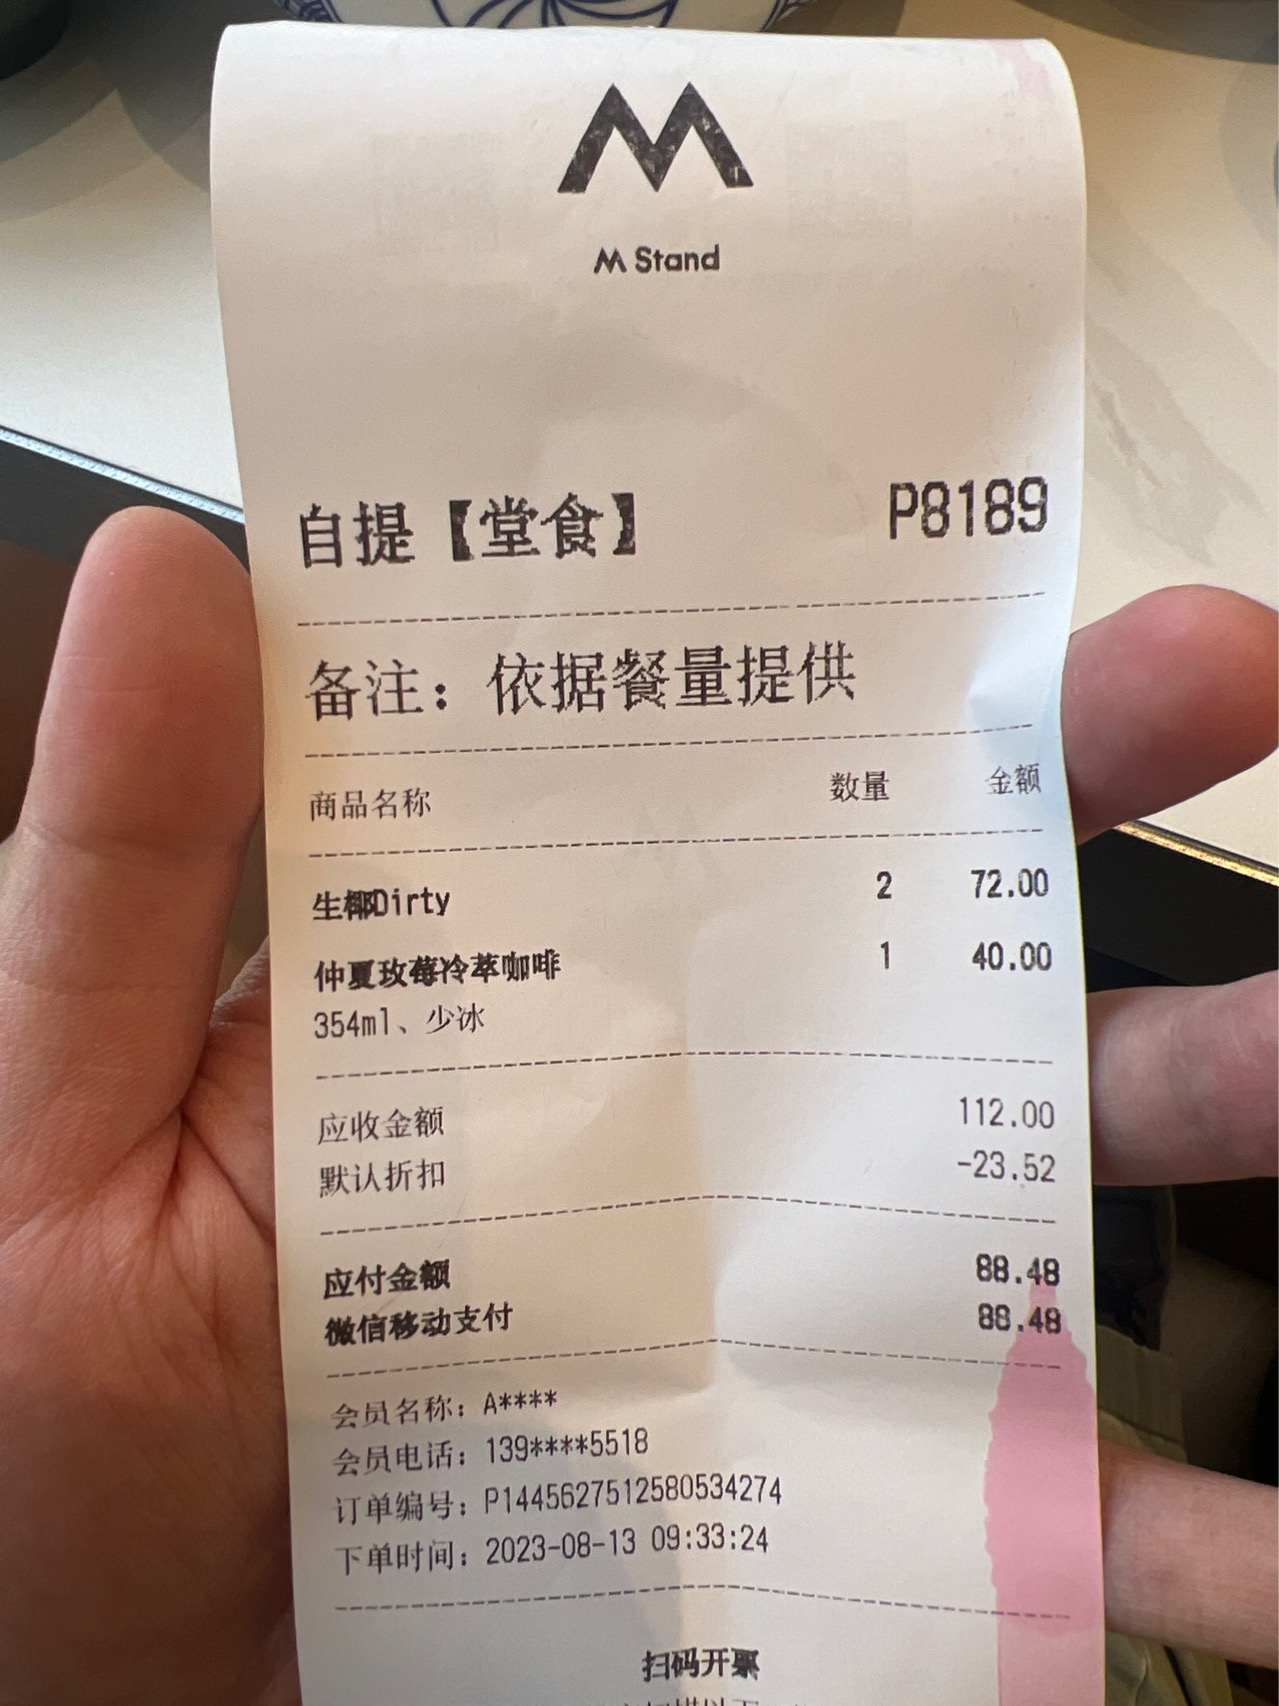 M Stand
自提【堂食】 P8189
备注：依据餐量提供
商品名称 数量 金额
生椰Dirty 2 72.00
仲夏玫莓冷萃咖啡 1 40.00
354ml、少冰
应收金额 112.00
默认折扣 -23.52
应付金额 88.48
微信移动支付 88.48
会员名称：A****
会员电话：139****5518
订单编号：P1445627512580534274
下单时间：2023-08-13 09:33:24
扫码开票